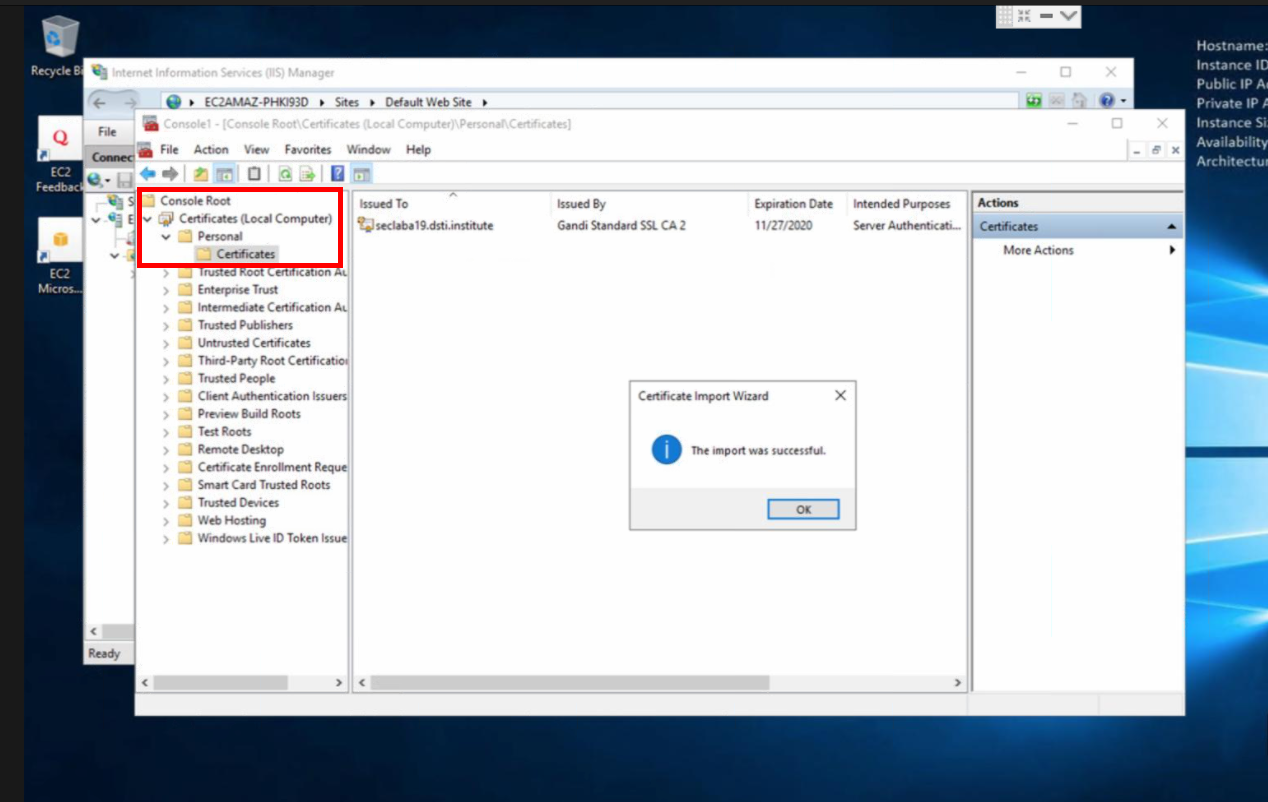 Recycle Bi
Internet Information Services (IIS) Manager
EC2AMAZ-PHKI93D
Sites
Default Web Site
File
Connec
Q
EC2
Feedback
EC2
Micros...
S
E
Ready
Console1 - [Console Root\Certificates (Local Computer)\Personal\Certificates]
File Action View Favorites Window Help
Console Root
Certificates (Local Computer)
Personal
Certificates
Trusted Root Certification Au
Enterprise Trust
Intermediate Certification Au
Trusted Publishers
Untrusted Certificates
Third-Party Root Certification
Trusted People
Client Authentication Issuers
Preview Build Roots
Test Roots
Remote Desktop
Certificate Enrollment Reque
Smart Card Trusted Roots
Trusted Devices
Web Hosting
Windows Live ID Token Issue
Issued To Issued By Expiration Date Intended Purposes
seclaba19.dsti.institute Gandi Standard SSL CA 2 11/27/2020 Server Authenticati...
Certificate Import Wizard
The import was successful.
OK
Actions
Certificates
More Actions
Hostname:
Instance ID
Public IP A
Private IP A
Instance Si
Availability
Architectur